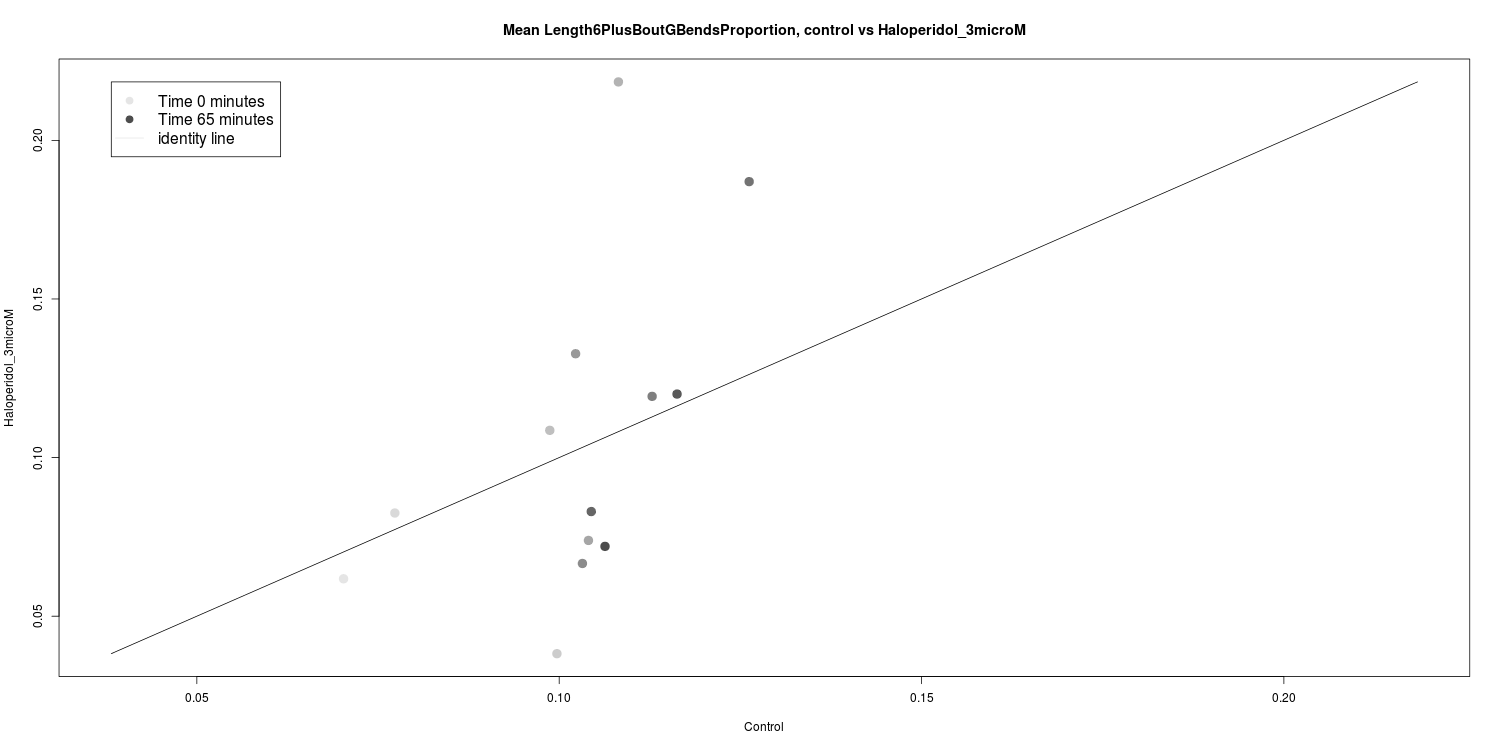 Mean Length6PlusBoutGBendsProportion, control vs Haloperidol_3microM
Time 0 minutes
Time 65 minutes
identity line
Haloperidol_3microM
0.20
0.15
0.10
0.05
0.05 0.10 0.15 0.20
Control